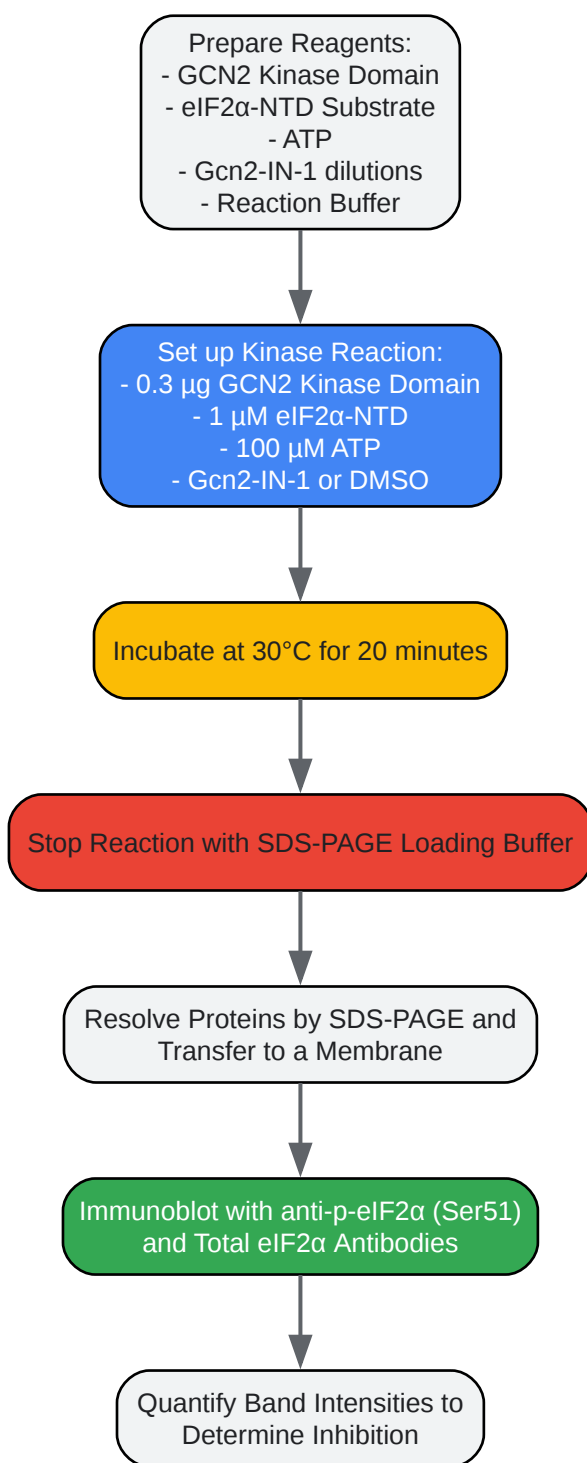 Prepare Reagents:
- GCN2 Kinase Domain
- eIF2α-NTD Substrate
- ATP
- Gcn2-IN-1 dilutions
- Reaction Buffer
Set up Kinase Reaction:
- 0.3 µg GCN2 Kinase Domain
- 1 µM eIF2α-NTD
- 100 µM ATP
- Gcn2-IN-1 or DMSO
Incubate at 30°C for 20 minutes
Stop Reaction with SDS-PAGE Loading Buffer
Resolve Proteins by SDS-PAGE and
Transfer to a Membrane
Immunoblot with anti-p-eIF2α (Ser51)
and Total eIF2α Antibodies
Quantify Band Intensities to
Determine Inhibition